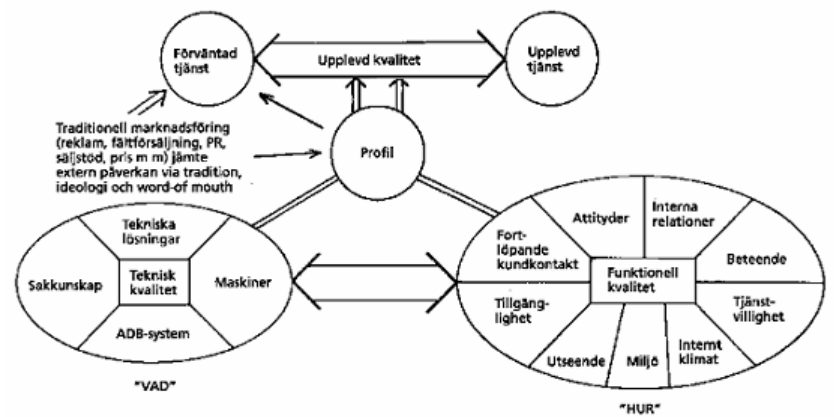 Förväntad
tjänst
Upplevd kvalitet
Upplevd
tjänst
Traditionell marknadsföring
(reklam, fältförsäljning, PR,
säljstöd, pris m m) jämte
extern påverkan via tradition,
ideologi och word-of mouth
Profil
Tekniska
lösningar
Sakkunskap
Teknisk
kvalitet
Maskiner
ADB-system
"VAD"
Attityder
Interna
relationer
Fort-
löpande
kundkontakt
Beteende
Funktionell
kvalitet
Tillgäng-
lighet
Tjänst-
villighet
Utseende
Miljö
Internt
klimat
"HUR"